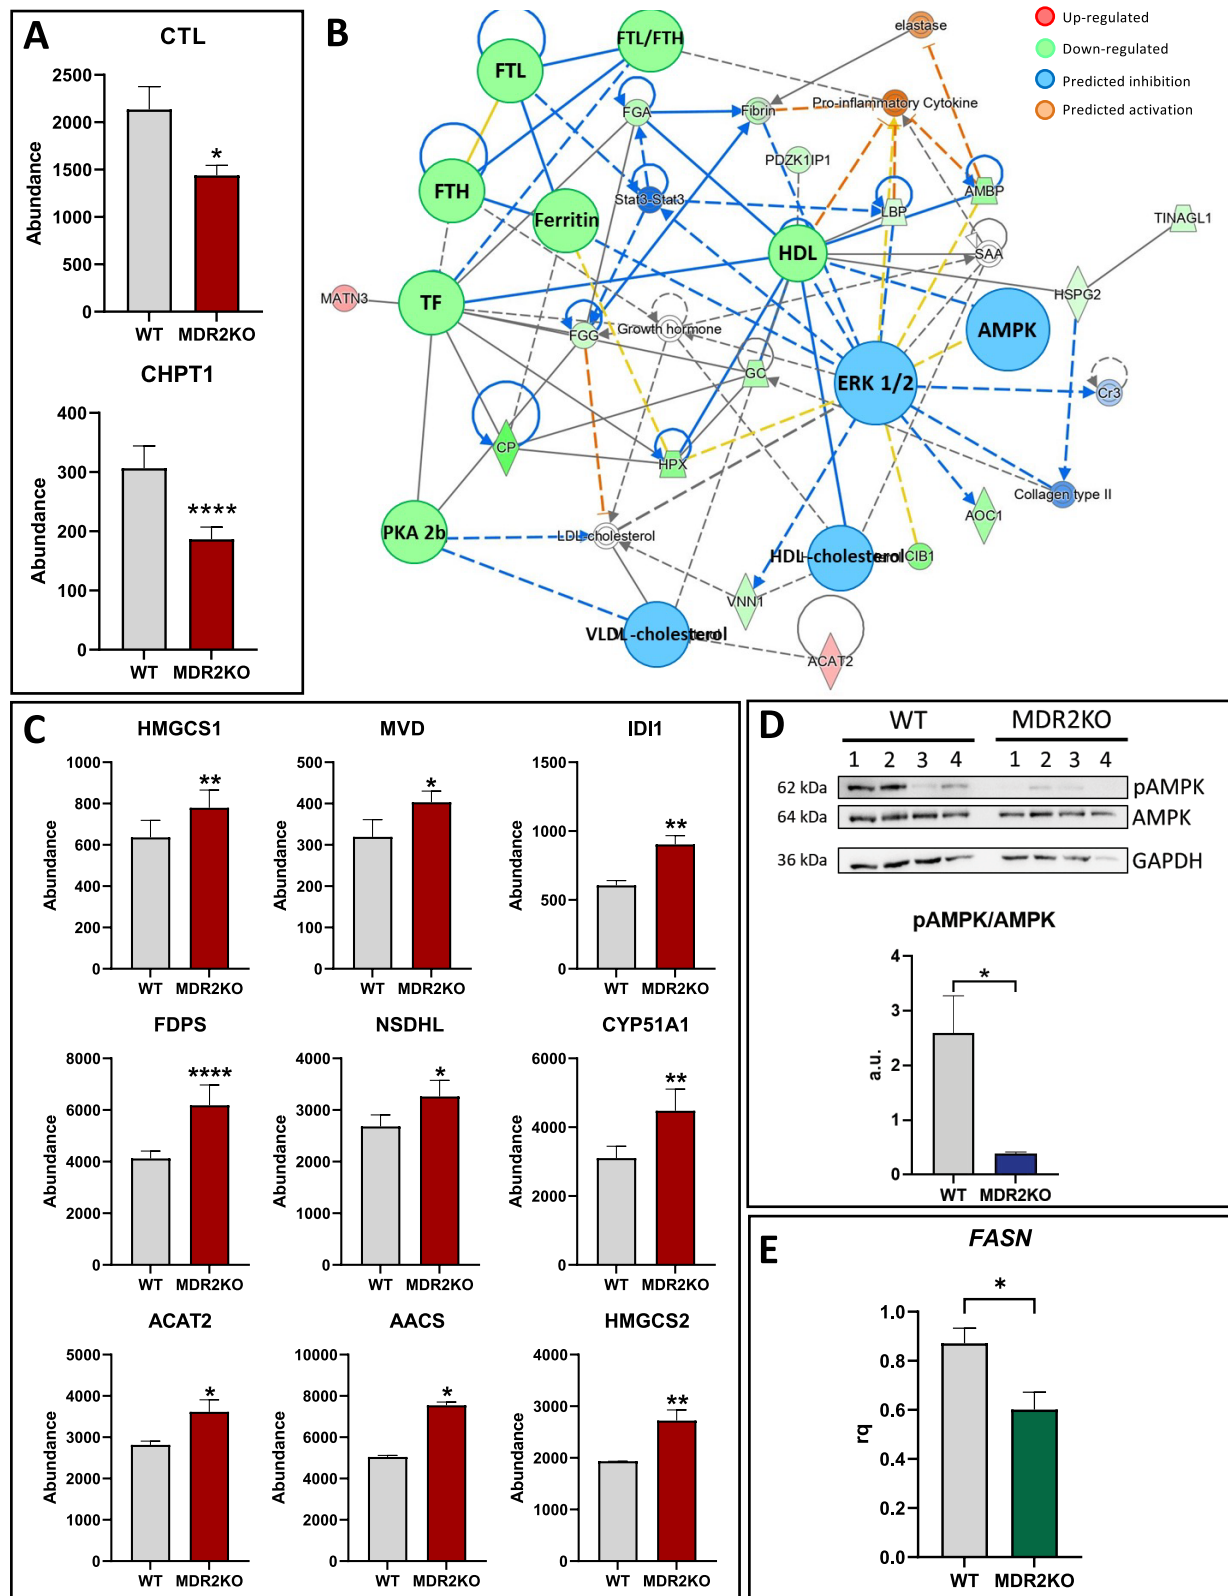 A
CTL
Abundance
2500
2000
1500
1000
500
0
*
WT MDR2KO
CHPT1
Abundance
400
300
200
100
0
****
WT MDR2KO
B
Up-regulated
Down-regulated
Predicted inhibition
Predicted activation
elastase
FTL/FTH
FTL
FGA
Fibrin
Pro-inflammatory Cytokine
PDZK1IP1
FTH
Stat3-Stat3
LBP
AMBP
Ferritin
TINAGL1
HDL
SAA
MATN3
TF
HSPG2
FGG
Growth hormone
AMPK
GC
ERK 1/2
Cr3
CP
HPX
Collagen type II
AOC1
PKA 2b
LDL-cholesterol
HDL-cholesterol
CIB1
VNN1
VLDL-cholesterol
ACAT2
C
HMGCS1
Abundance
1000
800
600
400
200
0
**
WT MDR2KO
MVD
Abundance
500
400
300
200
100
0
*
WT MDR2KO
IDI1
Abundance
1500
1000
500
0
**
WT MDR2KO
FDPS
Abundance
8000
6000
4000
2000
0
****
WT MDR2KO
NSDHL
Abundance
4000
3000
2000
1000
0
*
WT MDR2KO
CYP51A1
Abundance
6000
4000
2000
0
**
WT MDR2KO
ACAT2
Abundance
5000
4000
3000
2000
1000
0
*
WT MDR2KO
AACS
Abundance
10000
8000
6000
4000
2000
0
*
WT MDR2KO
HMGCS2
Abundance
4000
3000
2000
1000
0
**
WT MDR2KO
D
WT MDR2KO
1 2 3 4 1 2 3 4
62 kDa pAMPK
64 kDa AMPK
36 kDa GAPDH
pAMPK/AMPK
a.u.
4
3
2
1
0
*
WT MDR2KO
E
FASN
rq
1.0
0.8
0.6
0.4
0.2
0.0
*
WT MDR2KO